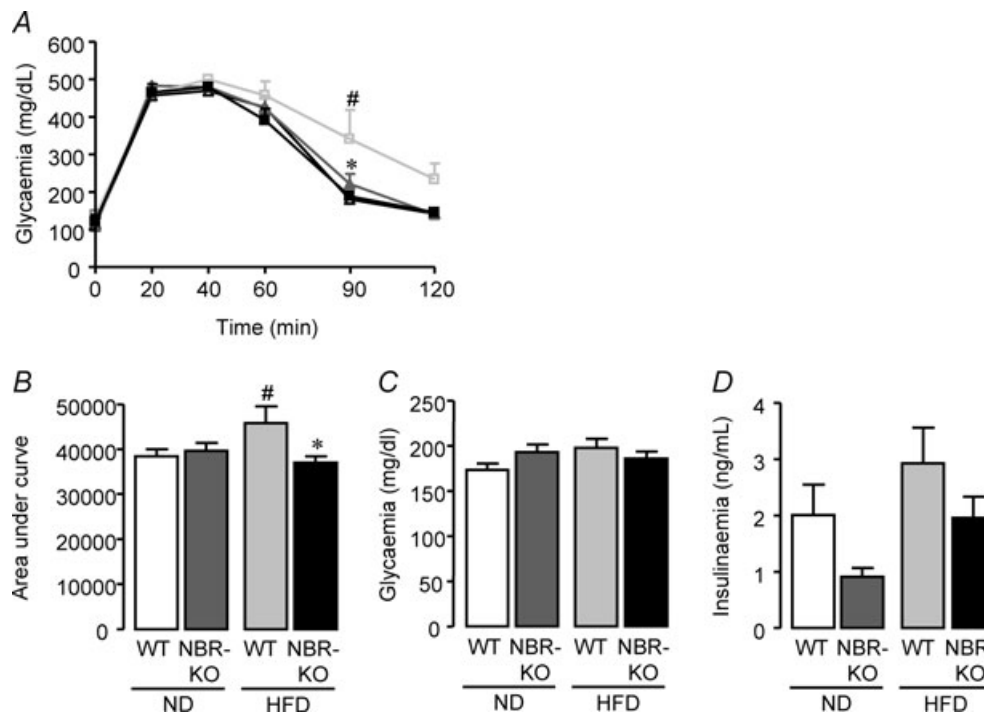 A
600
500
400
300
200
100
0
Glycaemia (mg/dL)
#
*
0 20 40 60 90 120
Time (min)
B
50000
40000
30000
20000
10000
0
Area under curve
#
*
WT NBR- WT NBR-
KO KO
ND HFD
C
250
200
150
100
50
0
Glycaemia (mg/dl)
WT NBR- WT NBR-
KO KO
ND HFD
D
4
3
2
1
0
Insulinaemia (ng/mL)
WT NBR- WT NBR
KO KO
ND HFD